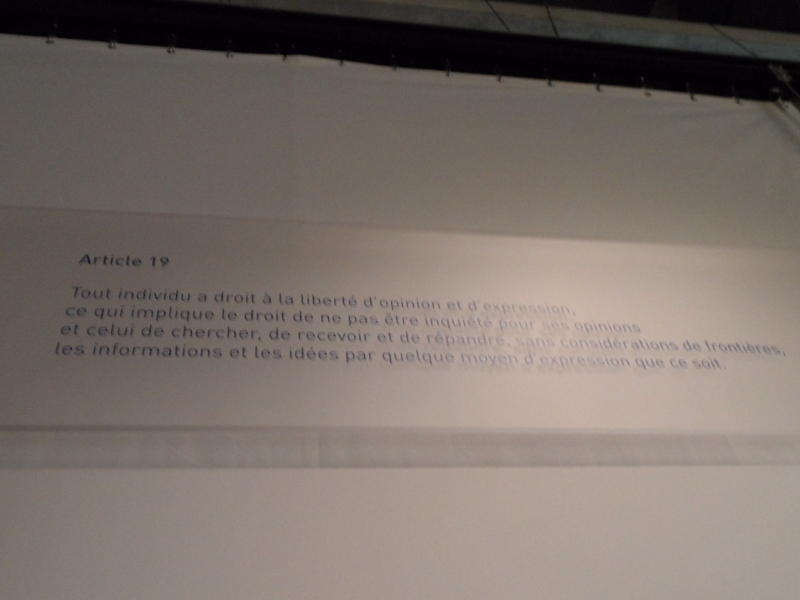 Article 19
Tout individu a droit à la liberté d'opinion et d'expression,
ce qui implique le droit de ne pas être inquiété pour ses opinions
et celui de chercher, de recevoir et de répandre, sans considérations de frontières,
les informations et les idées par quelque moyen d'expression que ce soit.